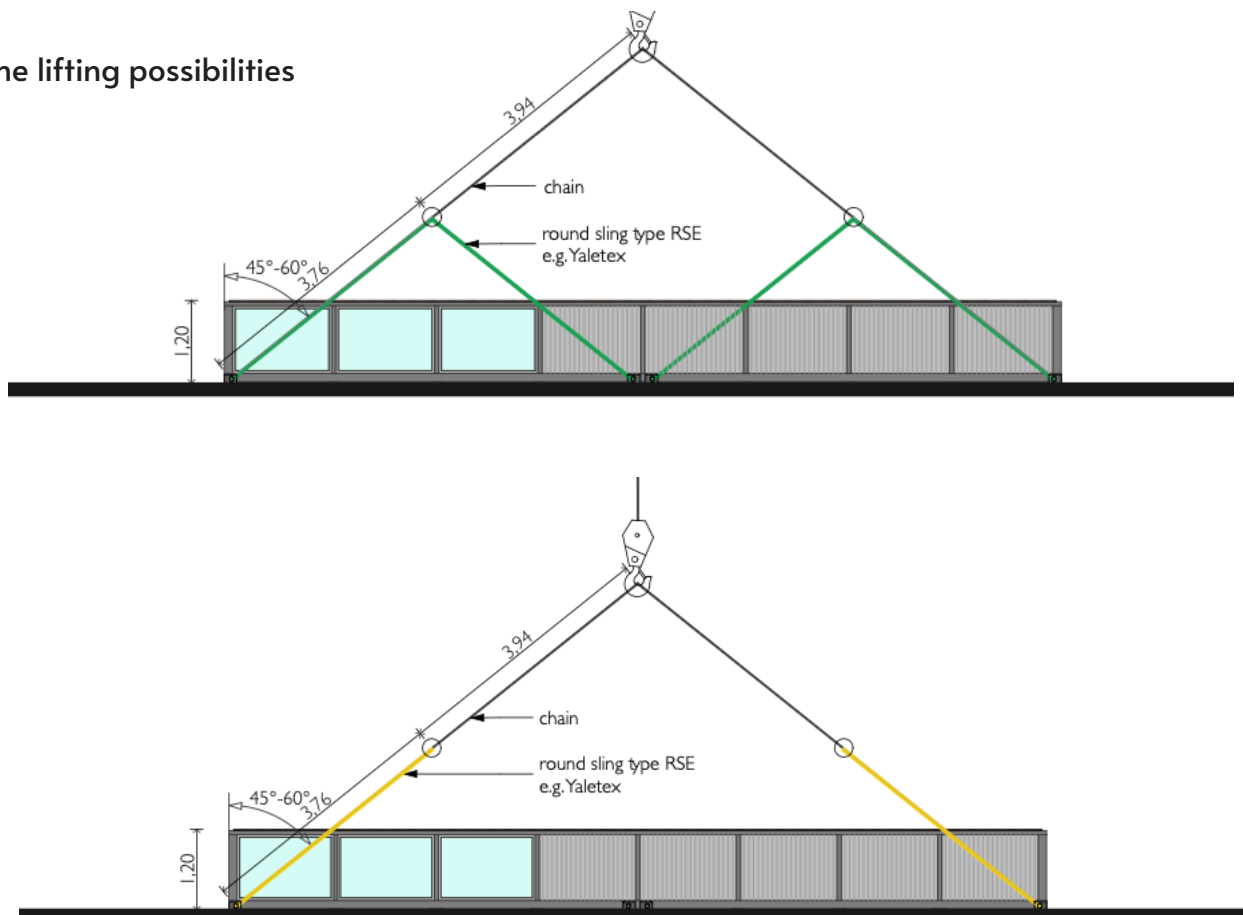 he lifting possibilities
3,94
chain
round sling type RSE
e.g.Yaletex
45°-60°
3,76
1,20
3,94
chain
round sling type RSE
e.g.Yaletex
45°-60°
3,76
1,20